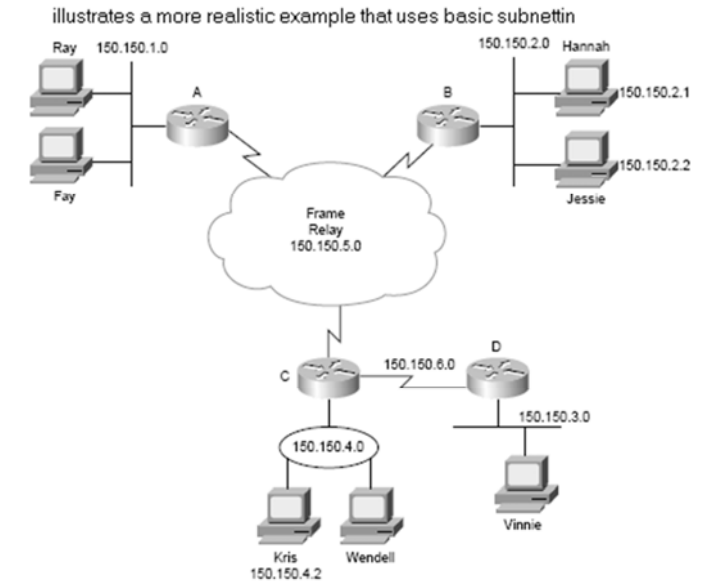 illustrates a more realistic example that uses basic subnettin
Ray 150.150.1.0
150.150.2.0 Hannah
A
B
150.150.2.1
150.150.2.2
Fay
Jessie
Frame
Relay
150.150.5.0
C
150.150.6.0
D
150.150.3.0
150.150.4.0
Vinnie
Kris
150.150.4.2
Wendell